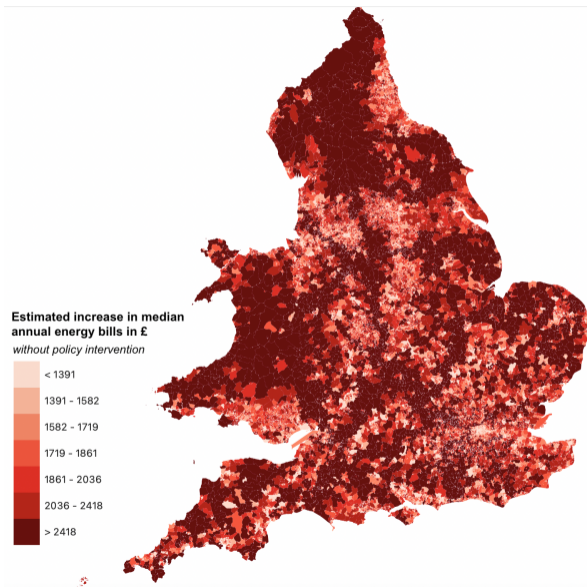 Estimated increase in median
annual energy bills in £
without policy intervention
< 1391
1391 - 1582
1582 - 1719
1719 - 1861
1861 - 2036
2036 - 2418
> 2418